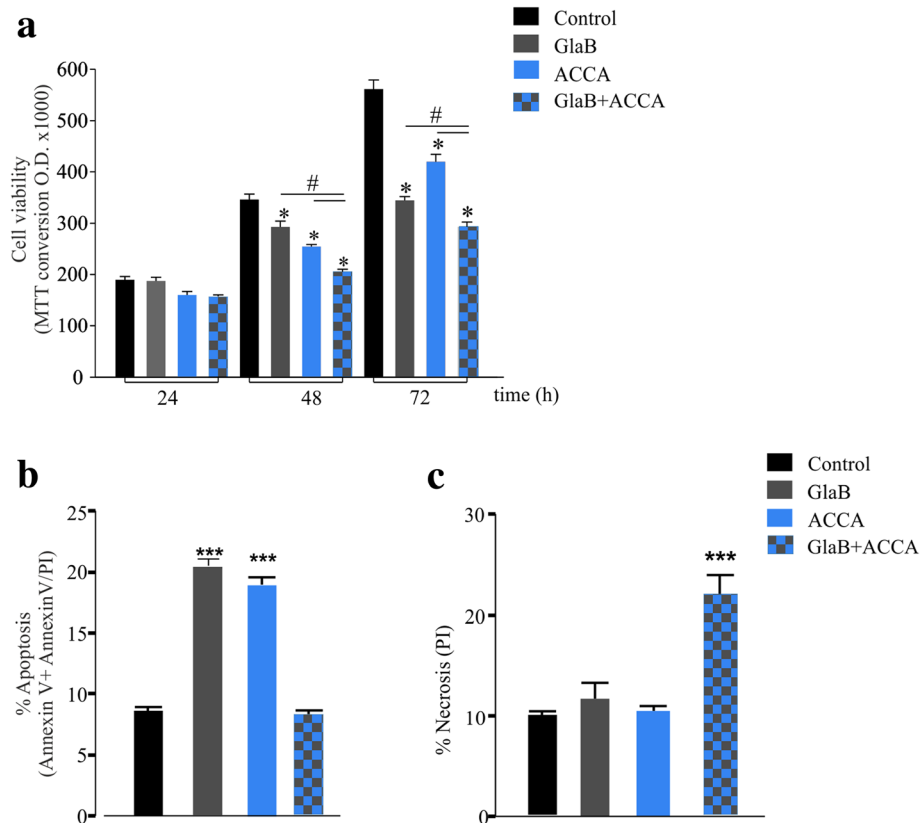 a
Control
GlaB
ACCA
GlaB+ACCA
Cell viability
(MTT conversion O.D. x1000)
600
500
400
300
200
100
0
#
#
*
*
*
*
*
*
24
48
72
time (h)
b
% Apoptosis
(Annexin V+ AnnexinV/PI)
25
20
15
10
5
0
***
***
c
Control
GlaB
ACCA
GlaB+ACCA
% Necrosis (PI)
30
20
10
0
***